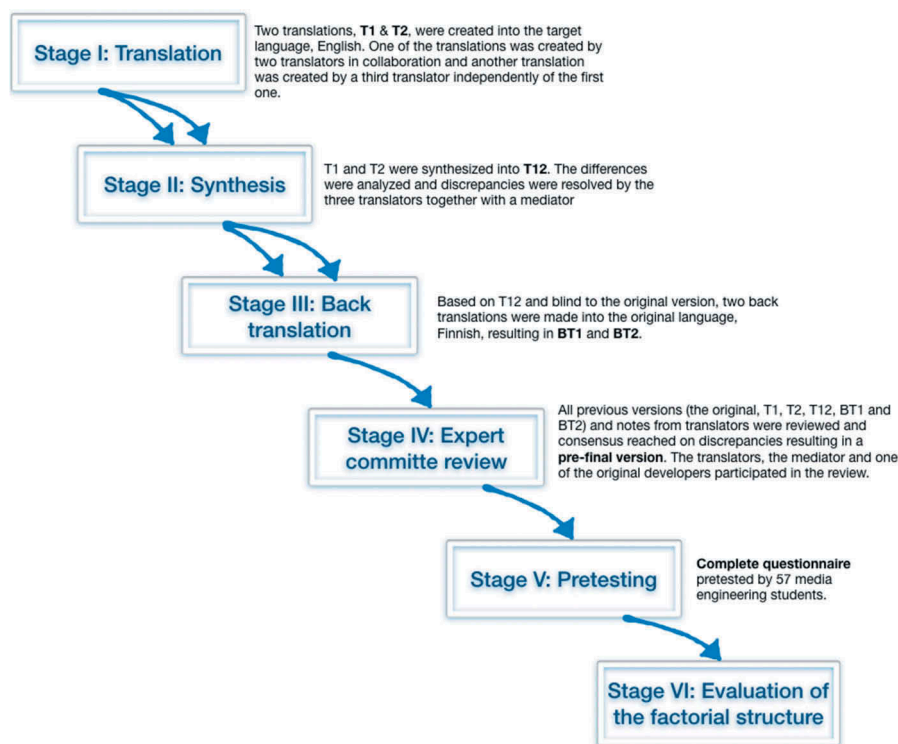 Stage I: Translation
Two translations, T1 & T2, were created into the target
language, English. One of the translations was created by
two translators in collaboration and another translation
was created by a third translator independently of the first
one.
Stage II: Synthesis
T1 and T2 were synthesized into T12. The differences
were analyzed and discrepancies were resolved by the
three translators together with a mediator
Stage III: Back
translation
Based on T12 and blind to the original version, two back
translations were made into the original language,
Finnish, resulting in BT1 and BT2.
Stage IV: Expert
committe review
All previous versions (the original, T1, T2, T12, BT1 and
BT2) and notes from translators were reviewed and
consensus reached on discrepancies resulting in a
pre-final version. The translators, the mediator and one
of the original developers participated in the review.
Stage V: Pretesting
Complete questionnaire
pretested by 57 media
engineering students.
Stage VI: Evaluation of
the factorial structure